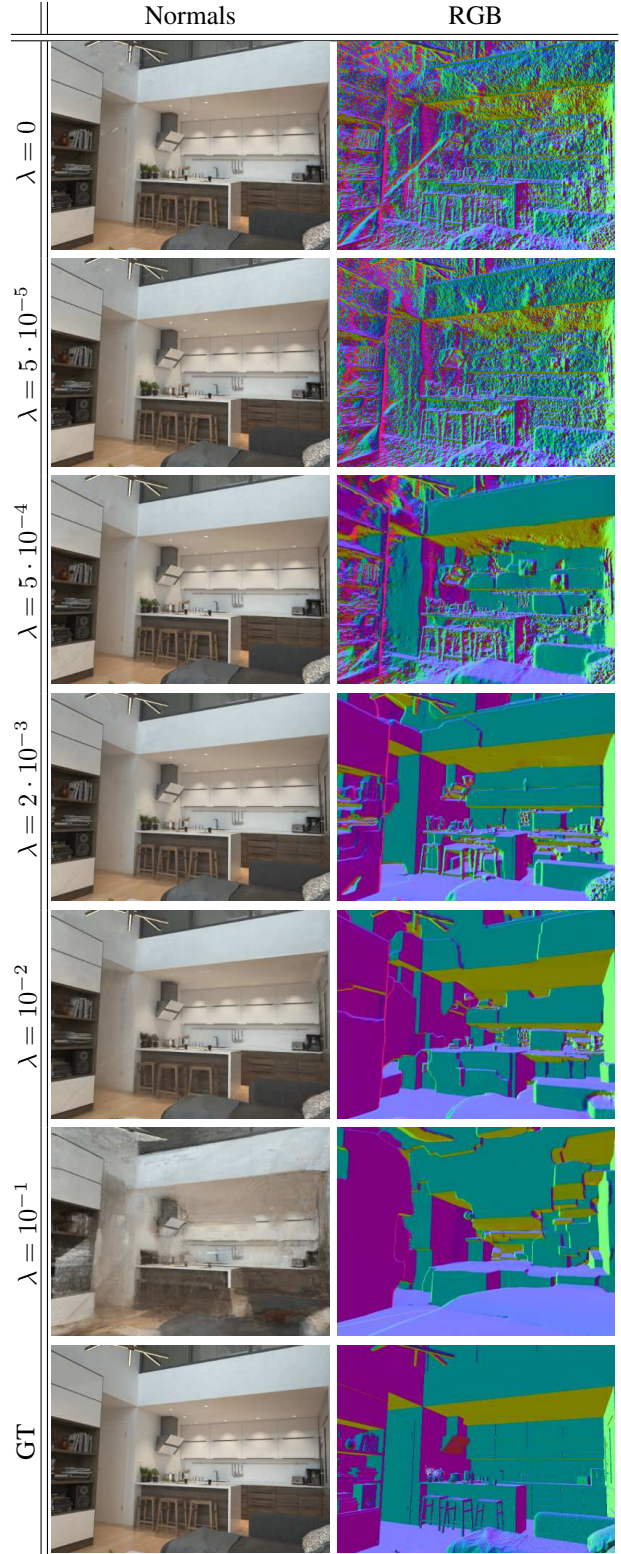 Normals RGB
λ = 0
λ = 5 · 10⁻⁵
λ = 5 · 10⁻⁴
λ = 2 · 10⁻³
λ = 10⁻²
λ = 10⁻¹
GT